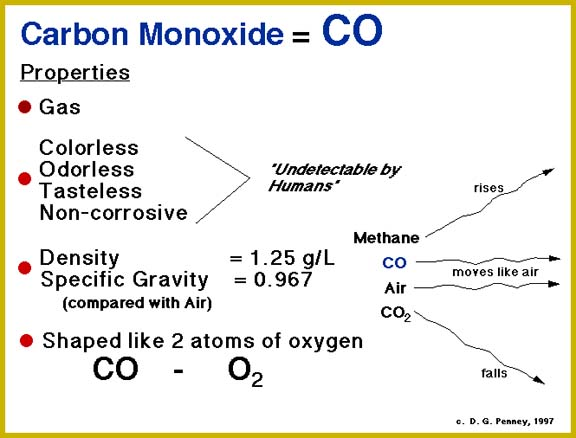 Carbon Monoxide = CO
Properties
Gas
Colorless
Odorless
Tasteless
Non-corrosive
"Undetectable by
Humans"
Density = 1.25 g/L
Specific Gravity = 0.967
(compared with Air)
rises
Methane
CO
moves like air
Air
CO₂
falls
Shaped like 2 atoms of oxygen
CO - O₂
c. D. G. Penney, 1997